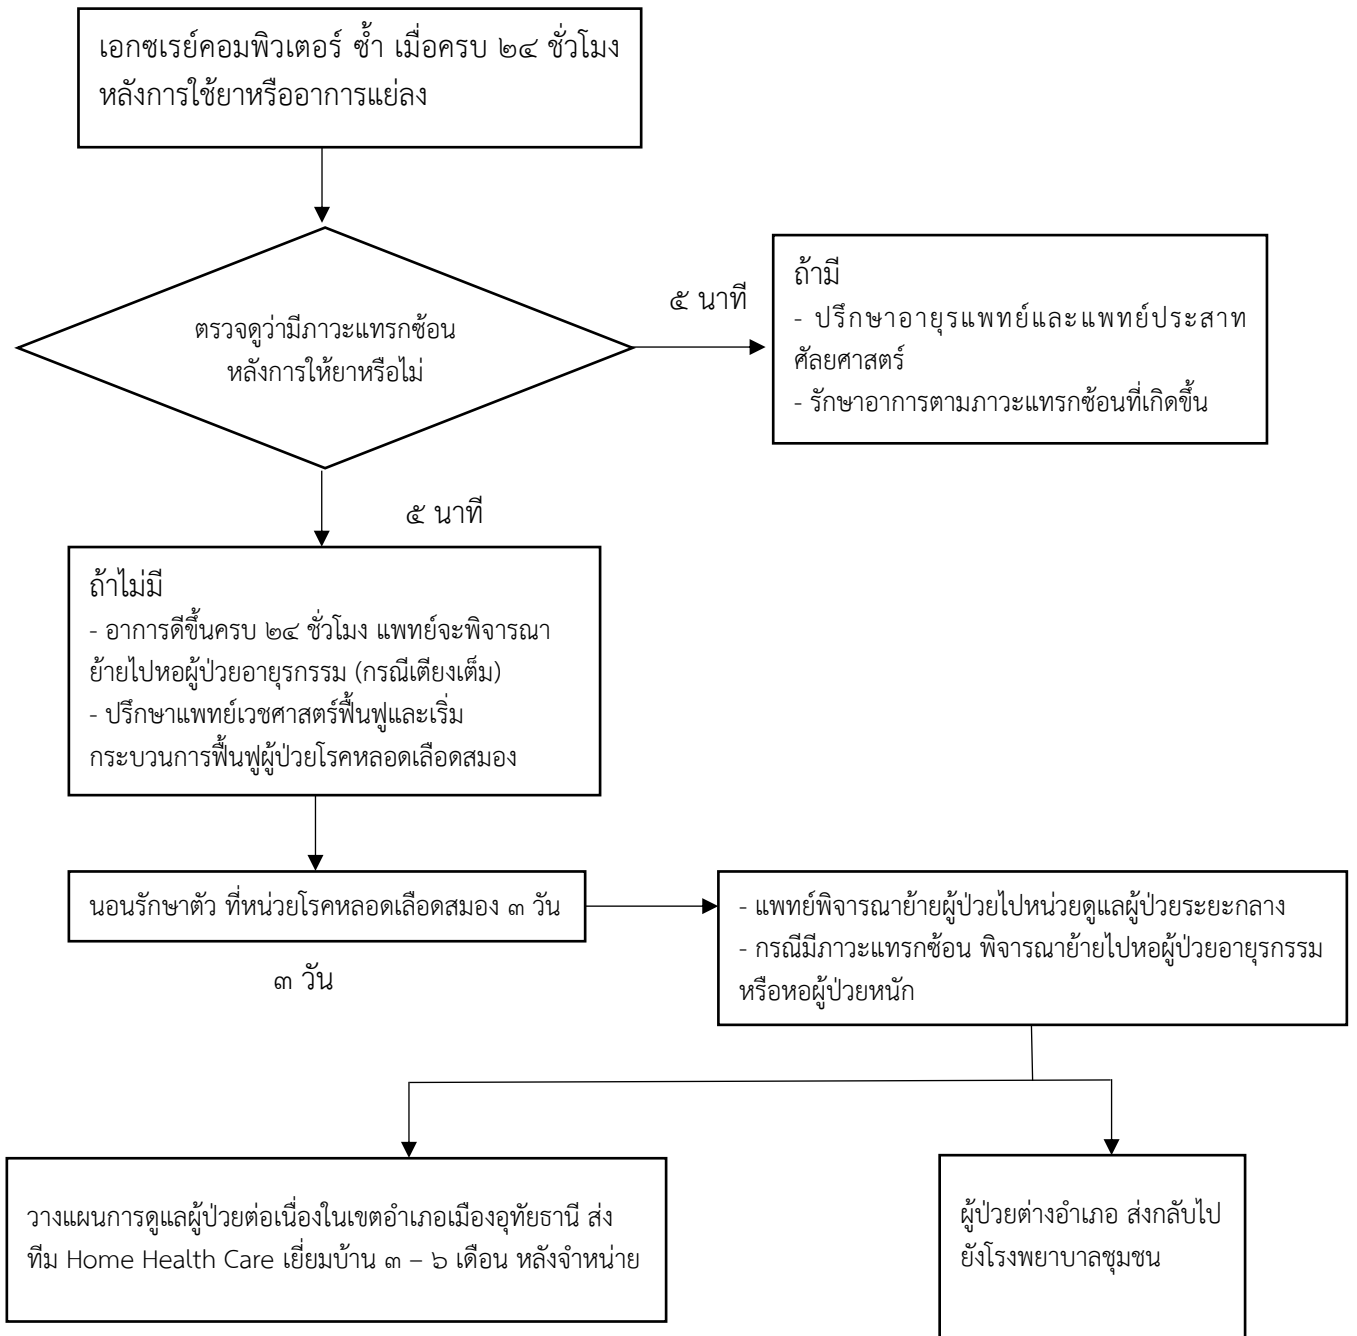 เอกซเรย์คอมพิวเตอร์ ซ้ำ เมื่อครบ ๒๔ ชั่วโมง
หลังการใช้ยาหรืออาการแย่ลง
ตรวจดูว่ามีภาวะแทรกซ้อน
หลังการให้ยาหรือไม่
๕ นาที
ถ้ามี
- ปรึกษาอายุรแพทย์และแพทย์ประสาท
ศัลยศาสตร์
- รักษาอาการตามภาวะแทรกซ้อนที่เกิดขึ้น
๕ นาที
ถ้าไม่มี
- อาการดีขึ้นครบ ๒๔ ชั่วโมง แพทย์จะพิจารณา
ย้ายไปหอผู้ป่วยอายุรกรรม (กรณีเตียงเต็ม)
- ปรึกษาแพทย์เวชศาสตร์ฟื้นฟูและเริ่ม
กระบวนการฟื้นฟูผู้ป่วยโรคหลอดเลือดสมอง
นอนรักษาตัว ที่หน่วยโรคหลอดเลือดสมอง ๓ วัน
๓ วัน
- แพทย์พิจารณาย้ายผู้ป่วยไปหน่วยดูแลผู้ป่วยระยะกลาง
- กรณีมีภาวะแทรกซ้อน พิจารณาย้ายไปหอผู้ป่วยอายุรกรรม
หรือหอผู้ป่วยหนัก
วางแผนการดูแลผู้ป่วยต่อเนื่องในเขตอำเภอเมืองอุทัยธานี ส่ง
ทีม Home Health Care เยี่ยมบ้าน ๓ – ๖ เดือน หลังจำหน่าย
ผู้ป่วยต่างอำเภอ ส่งกลับไป
ยังโรงพยาบาลชุมชน